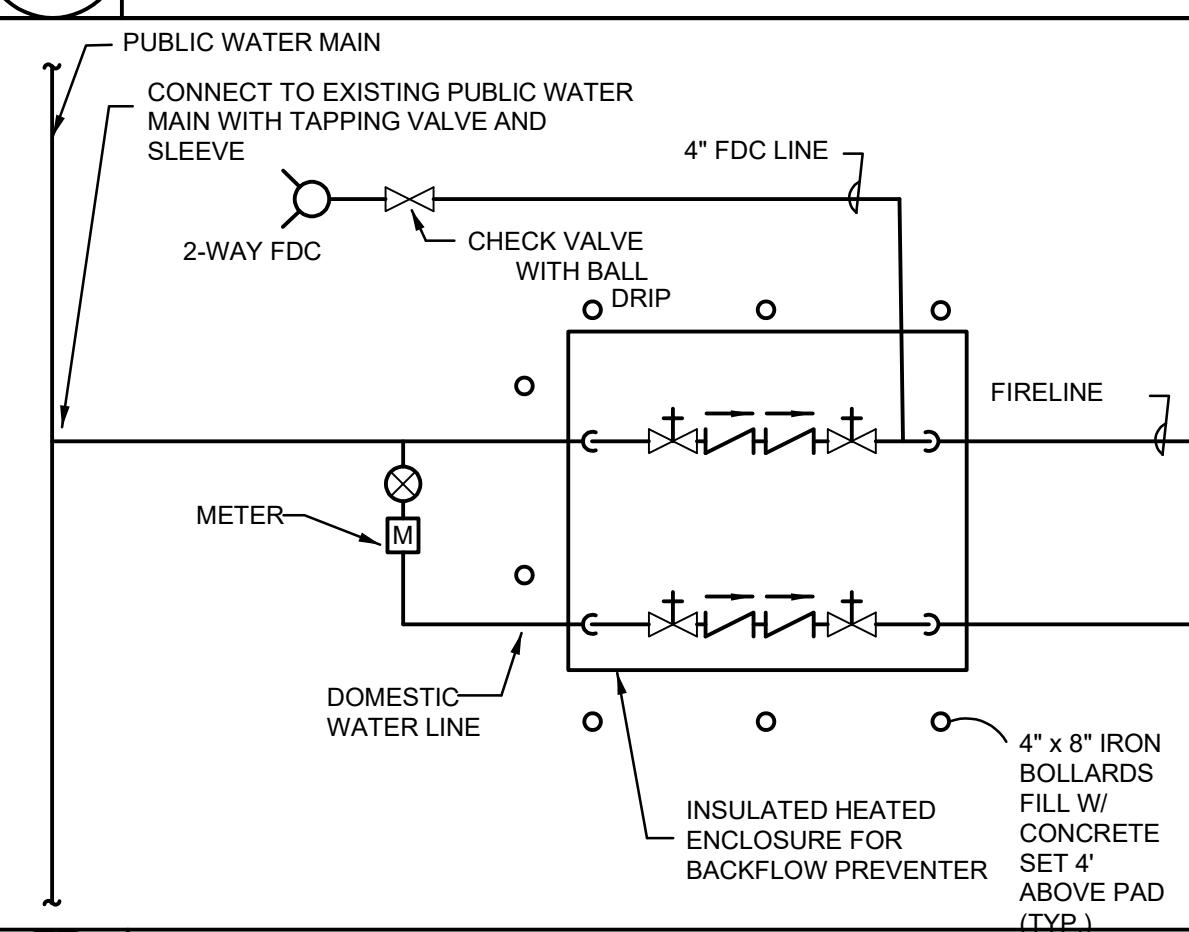 PUBLIC WATER MAIN
CONNECT TO EXISTING PUBLIC WATER
MAIN WITH TAPPING VALVE AND
SLEEVE
4" FDC LINE
2-WAY FDC
CHECK VALVE
WITH BALL
DRIP
FIRELINE
METER
M
DOMESTIC
WATER LINE
4" x 8" IRON
BOLLARDS
FILL W/
CONCRETE
SET 4'
ABOVE PAD
(TYP.)
INSULATED HEATED
ENCLOSURE FOR
BACKFLOW PREVENTER